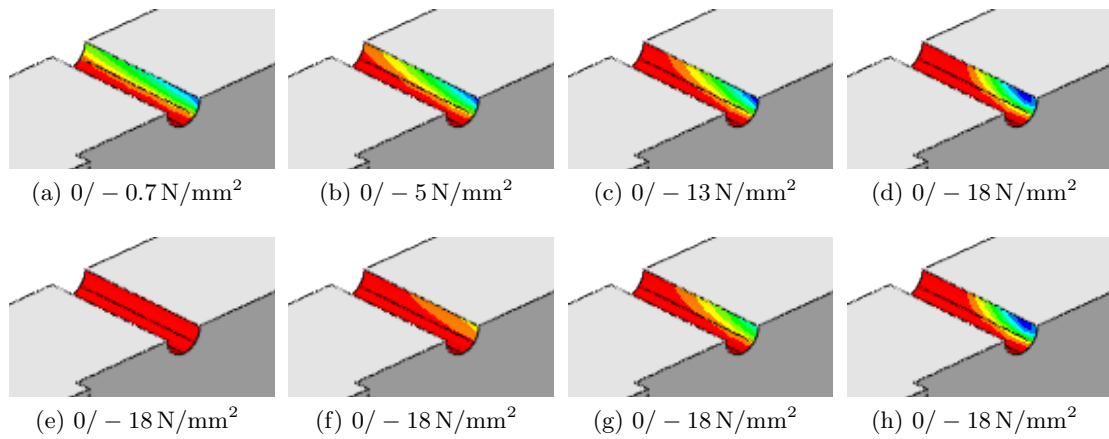 (a) 0/ − 0.7 N/mm²
(b) 0/ − 5 N/mm²
(c) 0/ − 13 N/mm²
(d) 0/ − 18 N/mm²
(e) 0/ − 18 N/mm²
(f) 0/ − 18 N/mm²
(g) 0/ − 18 N/mm²
(h) 0/ − 18 N/mm²